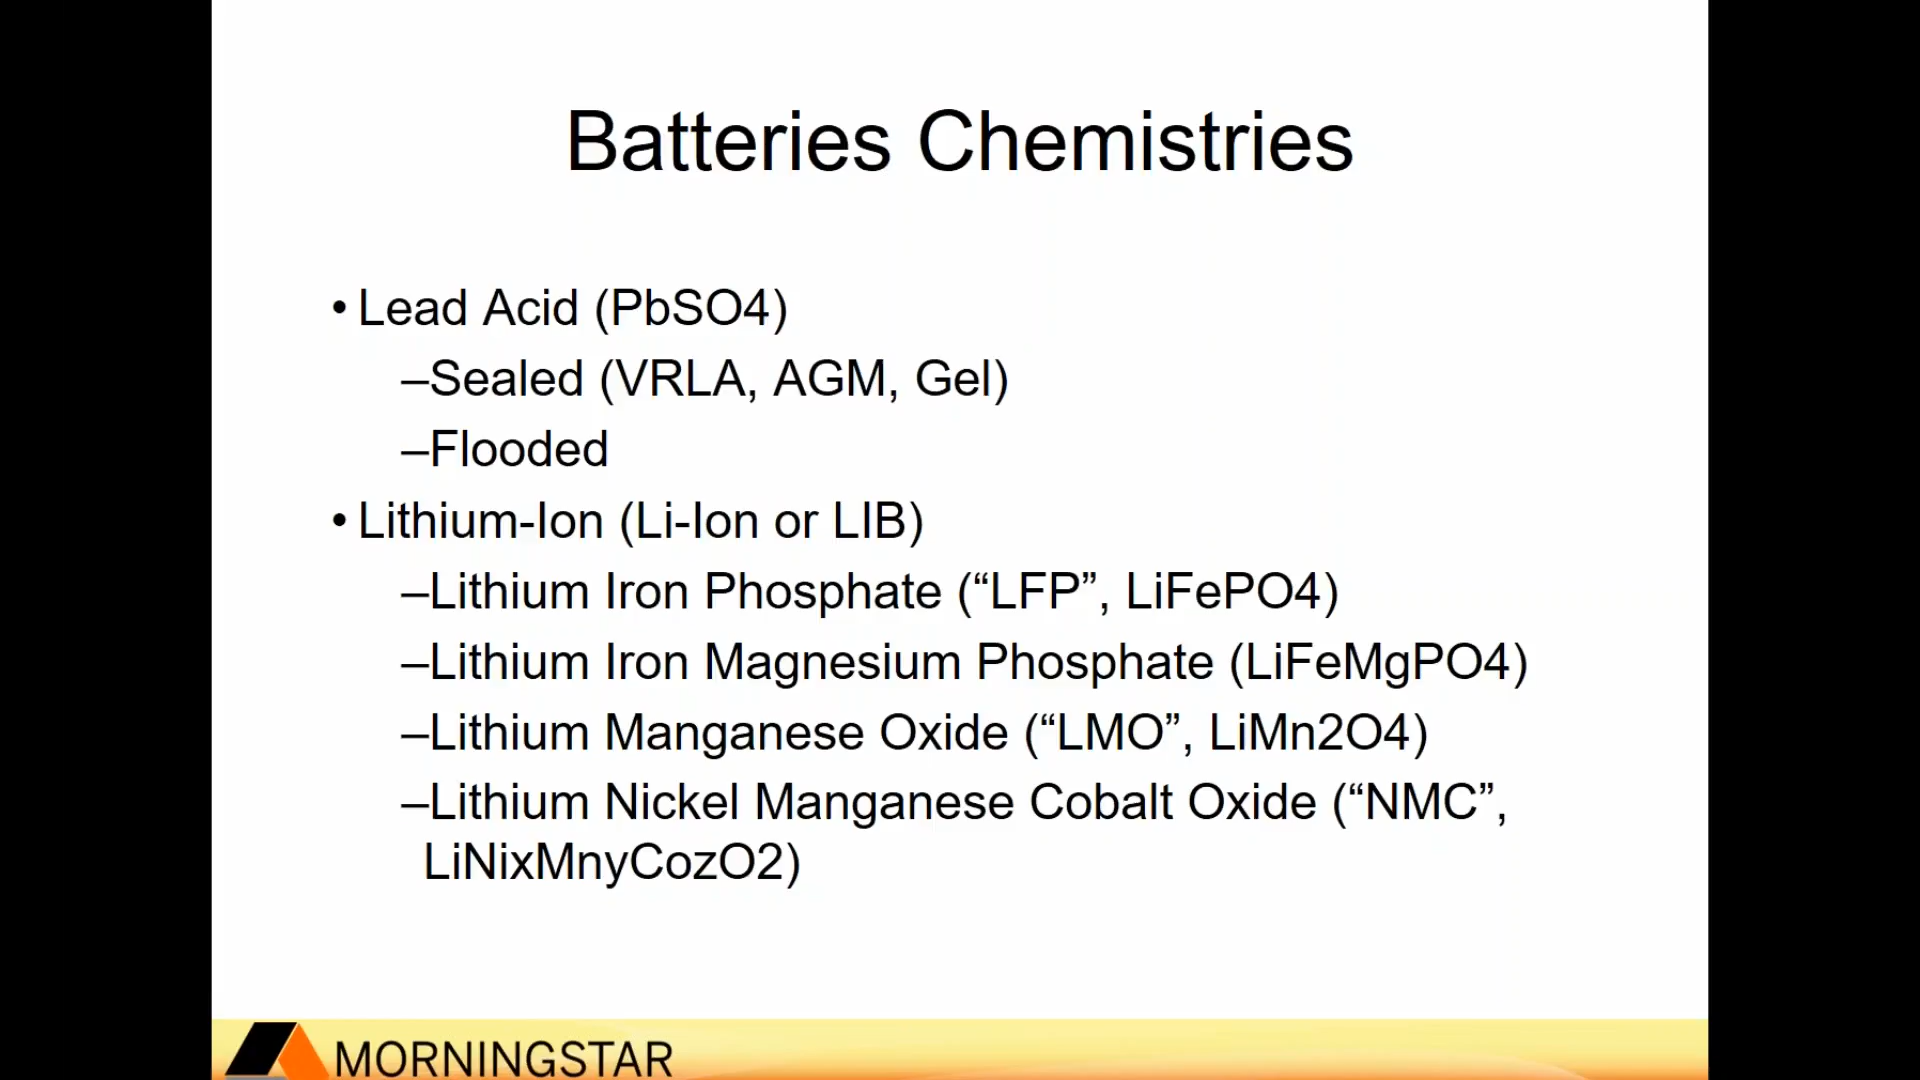 Batteries Chemistries
• Lead Acid (PbSO4)
–Sealed (VRLA, AGM, Gel)
–Flooded
• Lithium-Ion (Li-Ion or LIB)
–Lithium Iron Phosphate (“LFP”, LiFePO4)
–Lithium Iron Magnesium Phosphate (LiFeMgPO4)
–Lithium Manganese Oxide (“LMO”, LiMn2O4)
–Lithium Nickel Manganese Cobalt Oxide (“NMC”,
LiNixMnyCozO2)
MORNINGSTAR